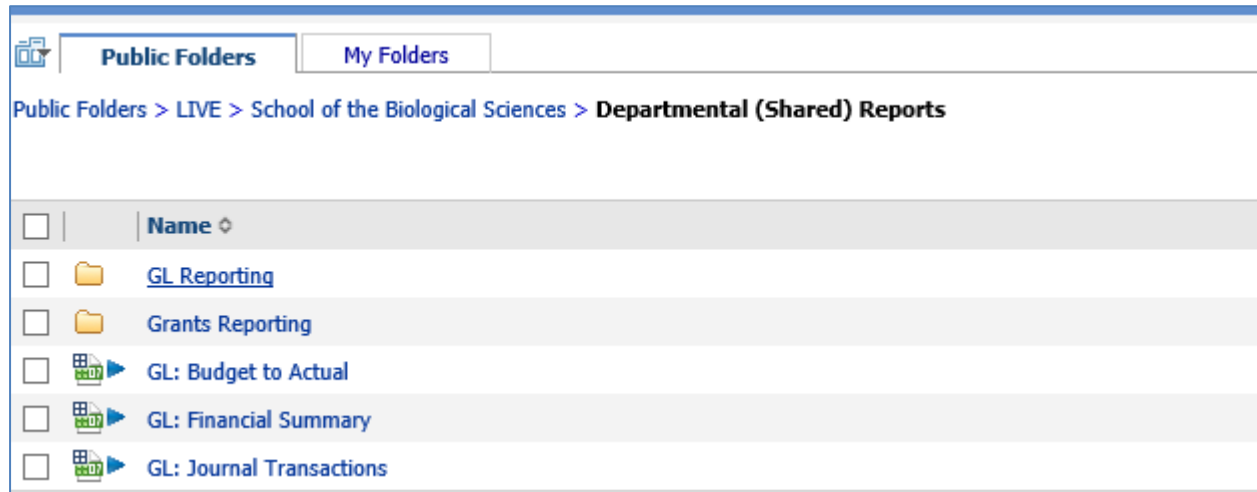 Public Folders My Folders
Public Folders > LIVE > School of the Biological Sciences > Departmental (Shared) Reports
Name
GL Reporting
Grants Reporting
GL: Budget to Actual
GL: Financial Summary
GL: Journal Transactions